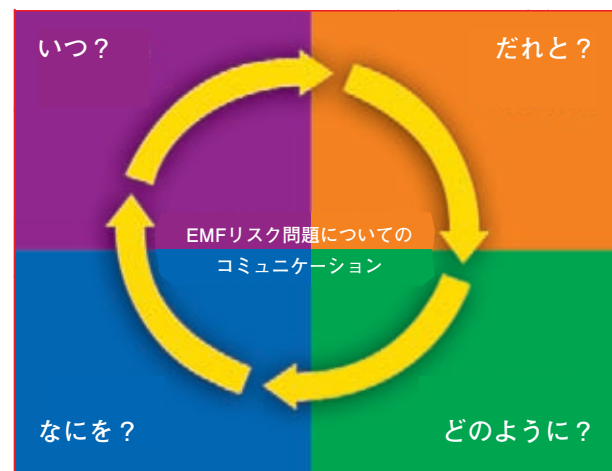 いつ？
だれと？
EMFリスク問題についての
コミュニケーション
なにを？
どのように？